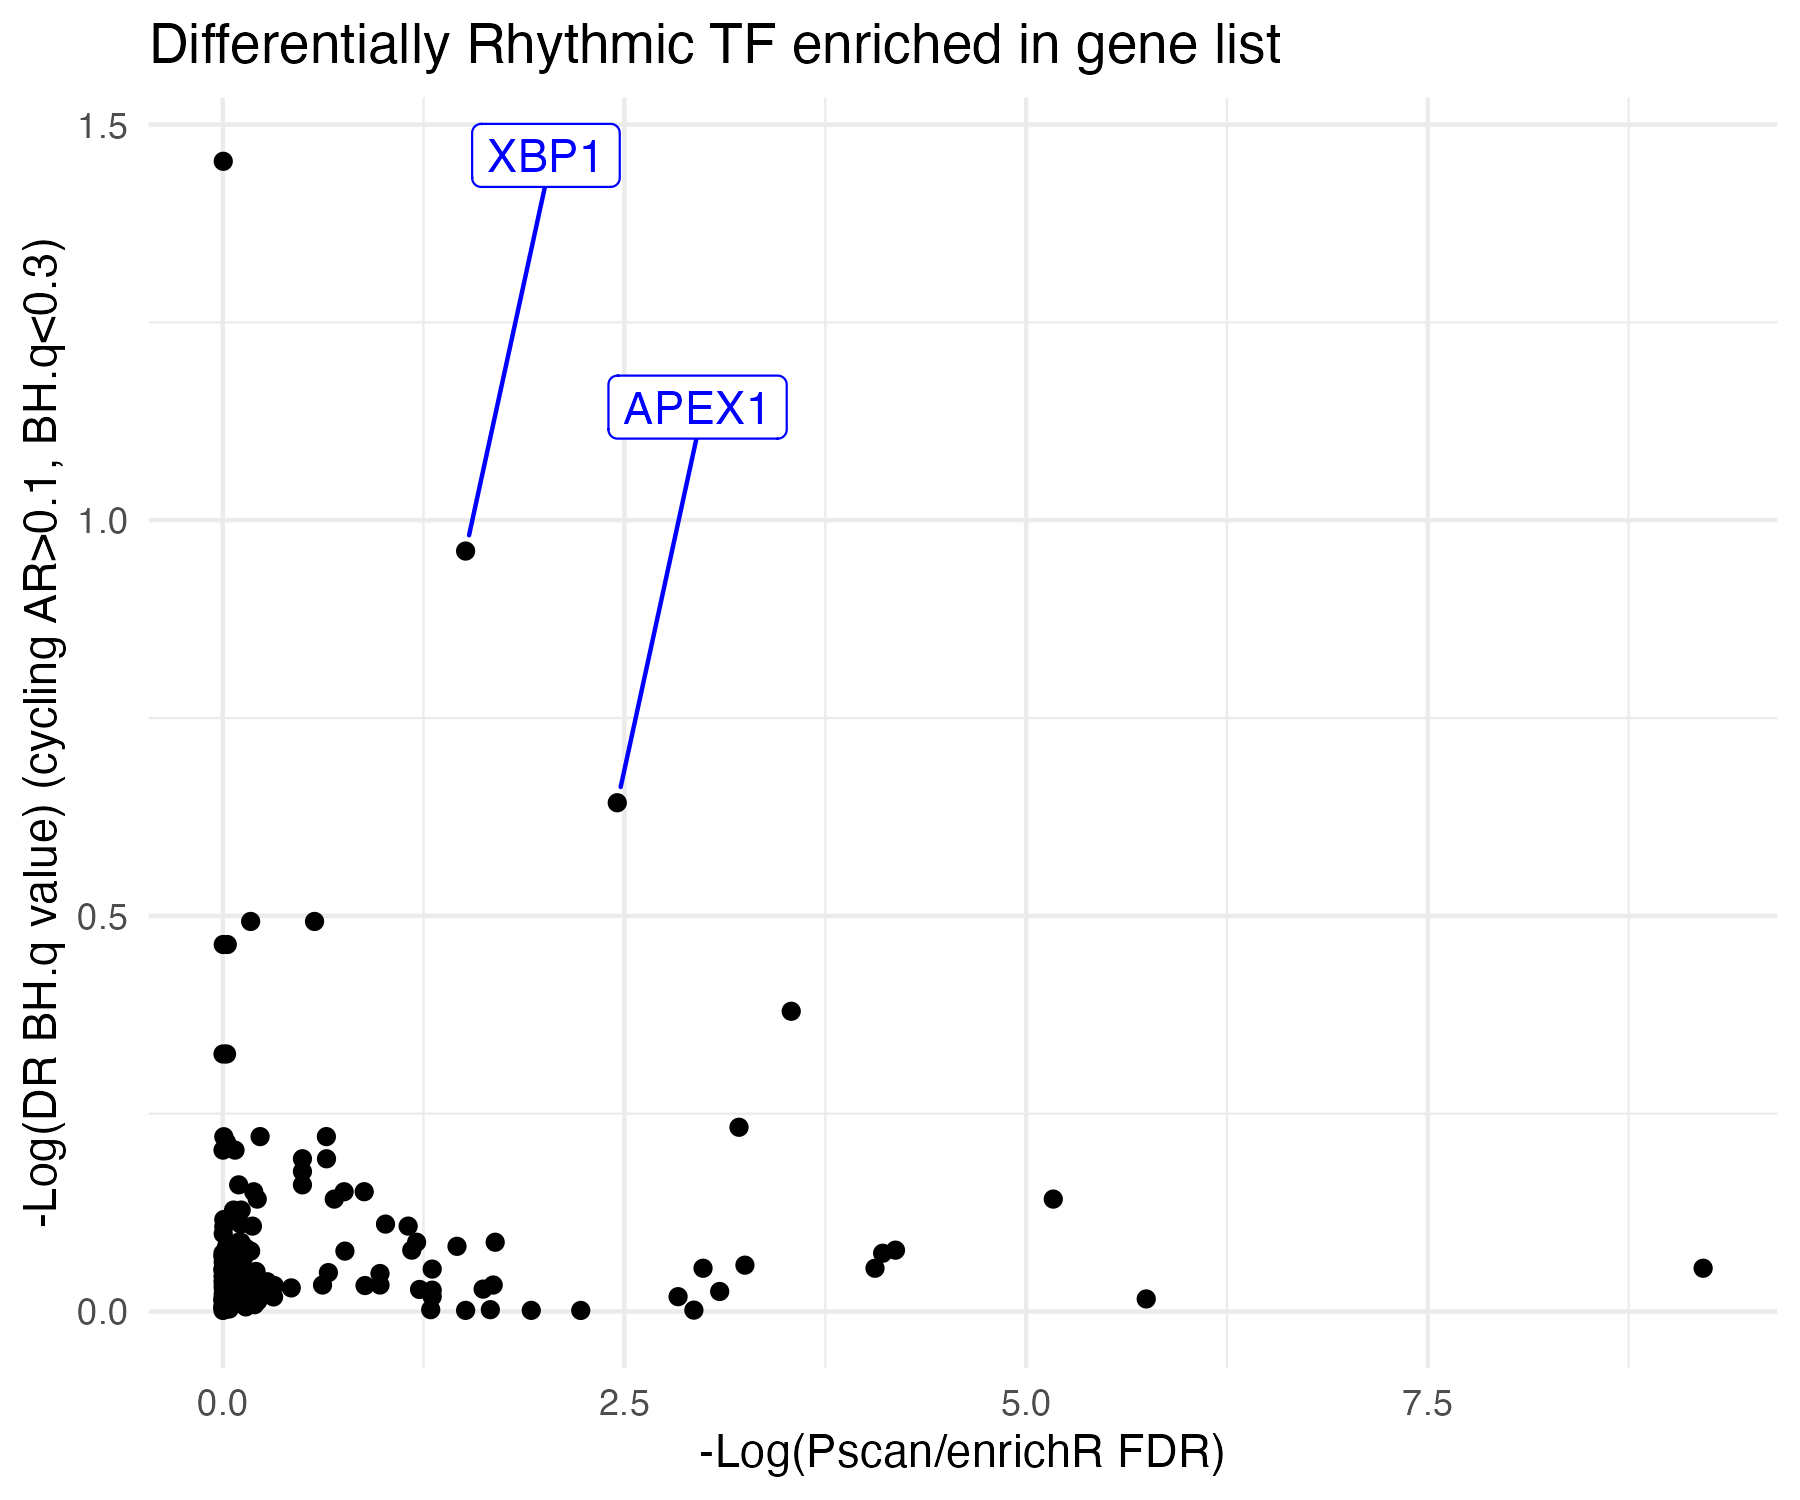 Differentially Rhythmic TF enriched in gene list
-Log(DR BH.q value) (cycling AR>0.1, BH.q<0.3)
1.5
1.0
0.5
0.0
XBP1
APEX1
0.0
2.5
5.0
7.5
-Log(Pscan/enrichR FDR)